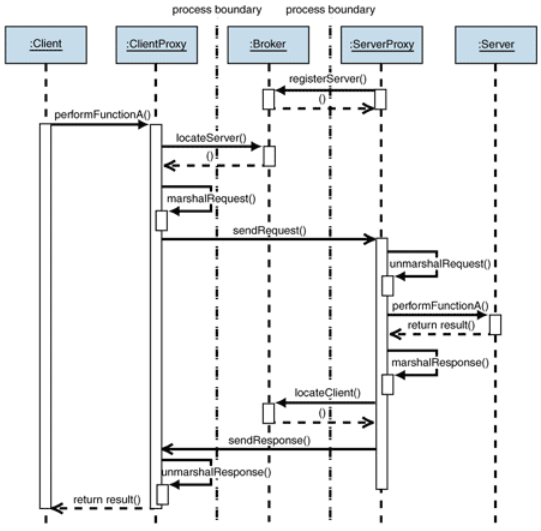 process boundary process boundary
:Client :ClientProxy :Broker :ServerProxy :Server
registerServer()
()
performFunctionA()
locateServer()
()
marshalRequest()
sendRequest()
unmarshalRequest()
performFunctionA()
return result()
marshalResponse()
locateClient()
()
sendResponse()
unmarshalResponse()
return result()